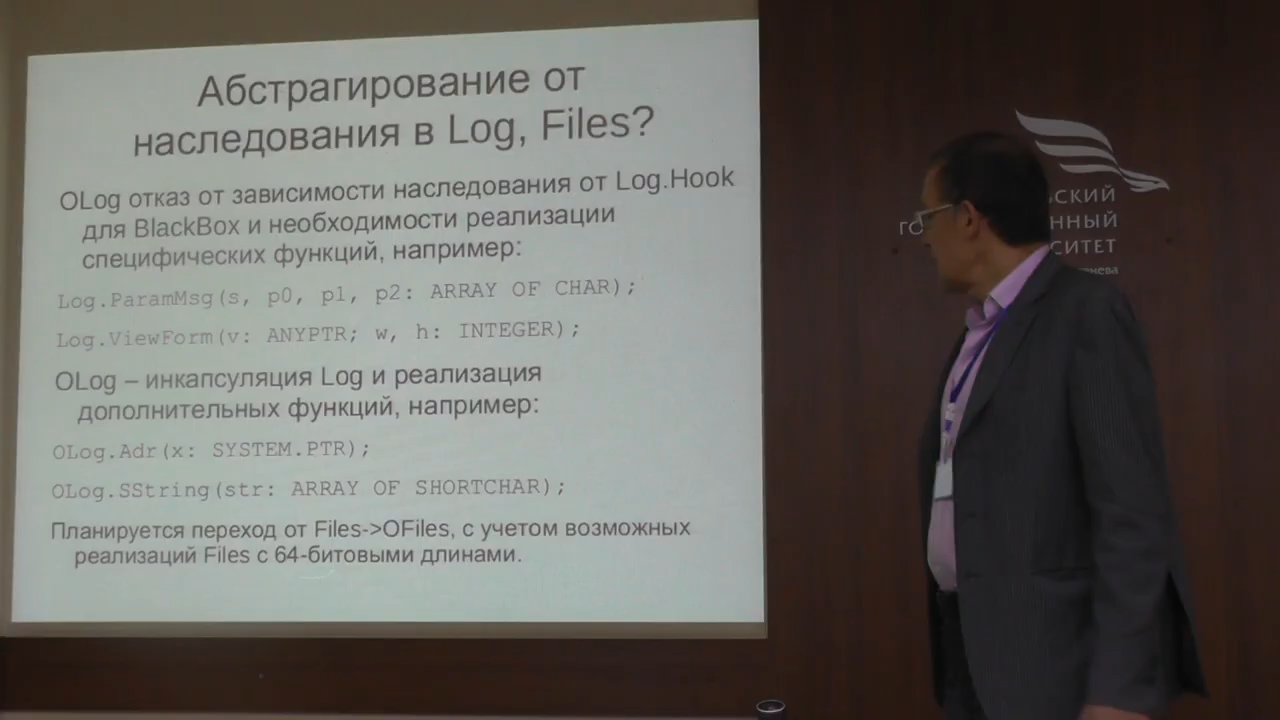 Абстрагирование от
наследования в Log, Files?
OLog отказ от зависимости наследования от Log.Hook
для BlackBox и необходимости реализации
специфических функций, например:
Log.ParamMsg(s, p0, p1, p2: ARRAY OF CHAR);
Log.ViewForm(v: ANYPTR; w, h: INTEGER);
OLog – инкапсуляция Log и реализация
дополнительных функций, например:
OLog.Adr(x: SYSTEM.PTR);
OLog.SString(str: ARRAY OF SHORTCHAR);
Планируется переход от Files->OFiles, с учетом возможных
реализаций Files с 64-битовыми длинами.